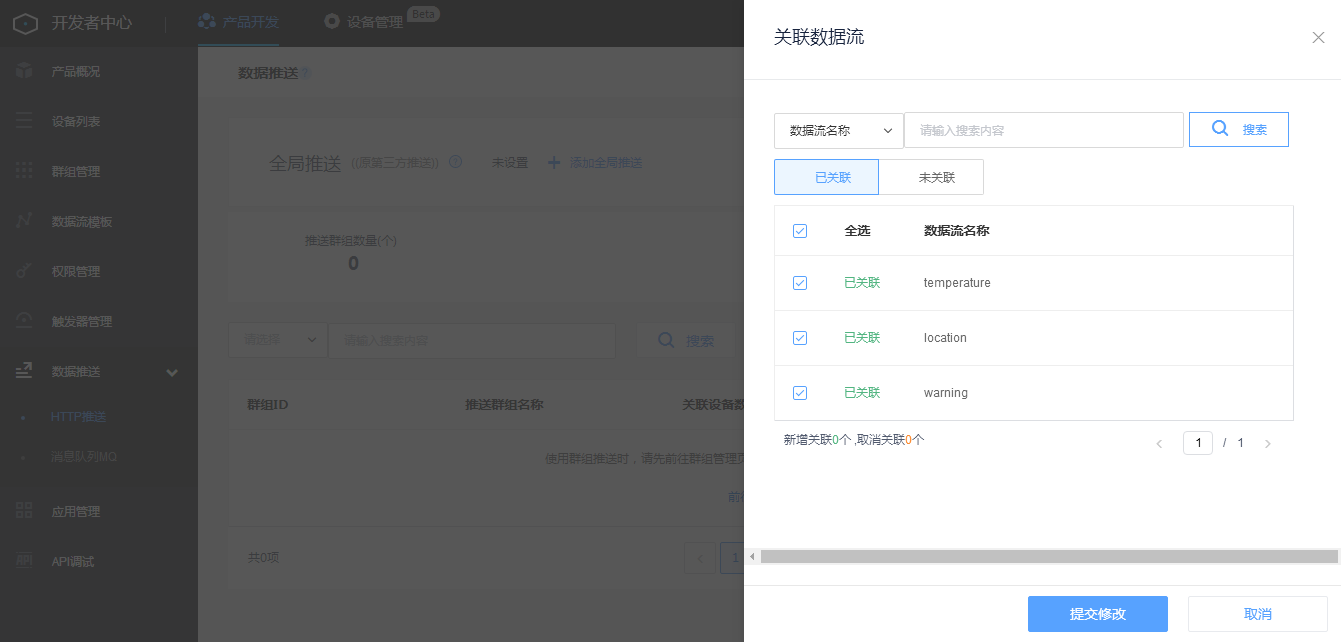 开发者中心
产品开发
设备管理
Beta
产品概况
设备列表
群组管理
数据流模板
权限管理
触发器管理
数据推送
HTTP推送
消息队列MQ
应用管理
API调试
数据推送
全局推送 ((原第三方推送)) 未设置 添加全局推送
推送群组数量(个)
0
请选择
请输入搜索内容
搜索
群组ID 推送群组名称 关联设备数
使用群组推送时，请先前往群组管理页
前
共0项
1
关联数据流
数据流名称
请输入搜索内容
搜索
已关联
未关联
全选 数据流名称
已关联 temperature
已关联 location
已关联 warning
新增关联0个 ,取消关联0个
1 / 1
提交修改
取消